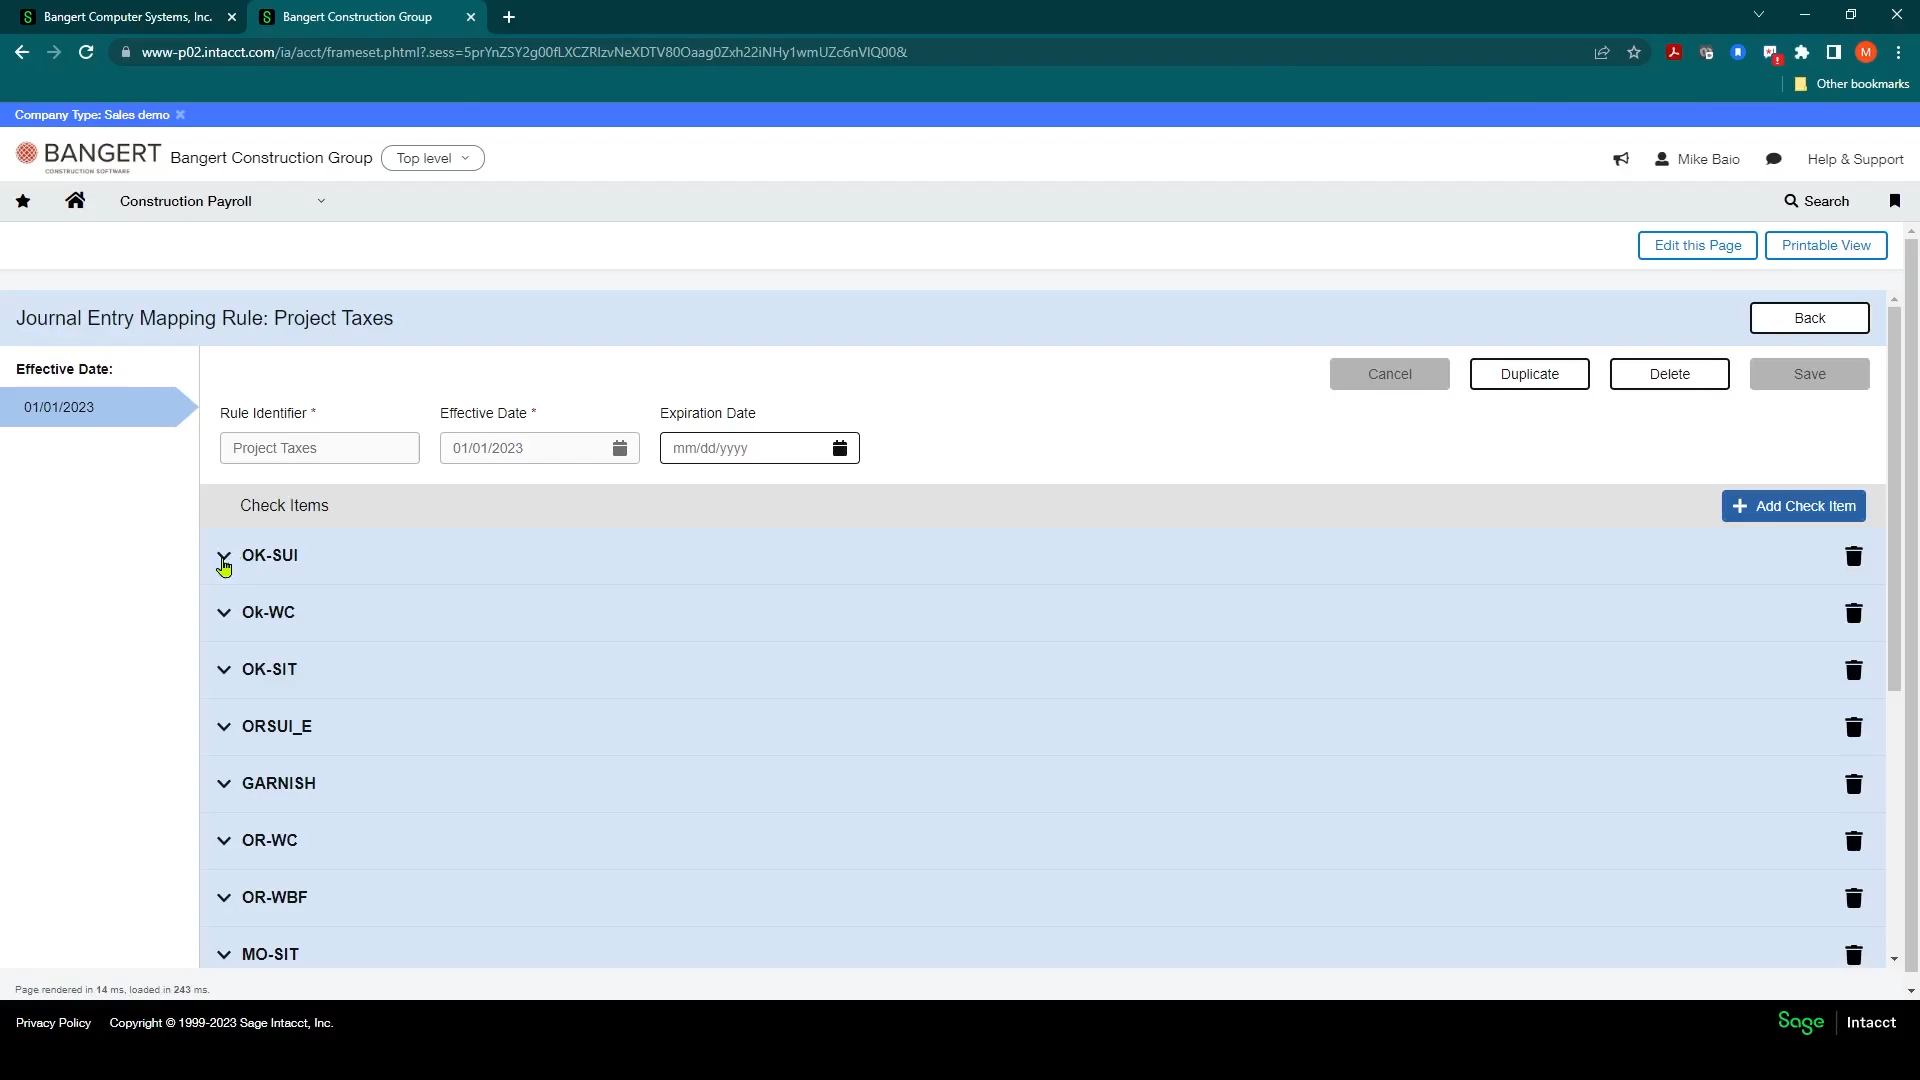 Bangert Computer Systems, Inc.
Bangert Construction Group
www-p02.intacct.com/ia/acct/frameset.phtml?.sess=5prYnZSY2g00fLXCZRIzvNeXDTV80Oaag0Zxh22iNHy1wmUZc6nVIQ00&
M
Other bookmarks
Company Type: Sales demo
BANGERT
CONSTRUCTION SOFTWARE
Bangert Construction Group
Top level
Mike Baio
Help & Support
Construction Payroll
Search
Edit this Page
Printable View
Journal Entry Mapping Rule: Project Taxes
Back
Effective Date:
01/01/2023
Cancel
Duplicate
Delete
Save
Rule Identifier *
Effective Date *
Expiration Date
Project Taxes
01/01/2023
mm/dd/yyyy
Check Items
Add Check Item
OK-SUI
Ok-WC
OK-SIT
ORSUI_E
GARNISH
OR-WC
OR-WBF
MO-SIT
Page rendered in 14 ms, loaded in 243 ms.
Privacy Policy
Copyright © 1999-2023 Sage Intacct, Inc.
Sage
Intacct